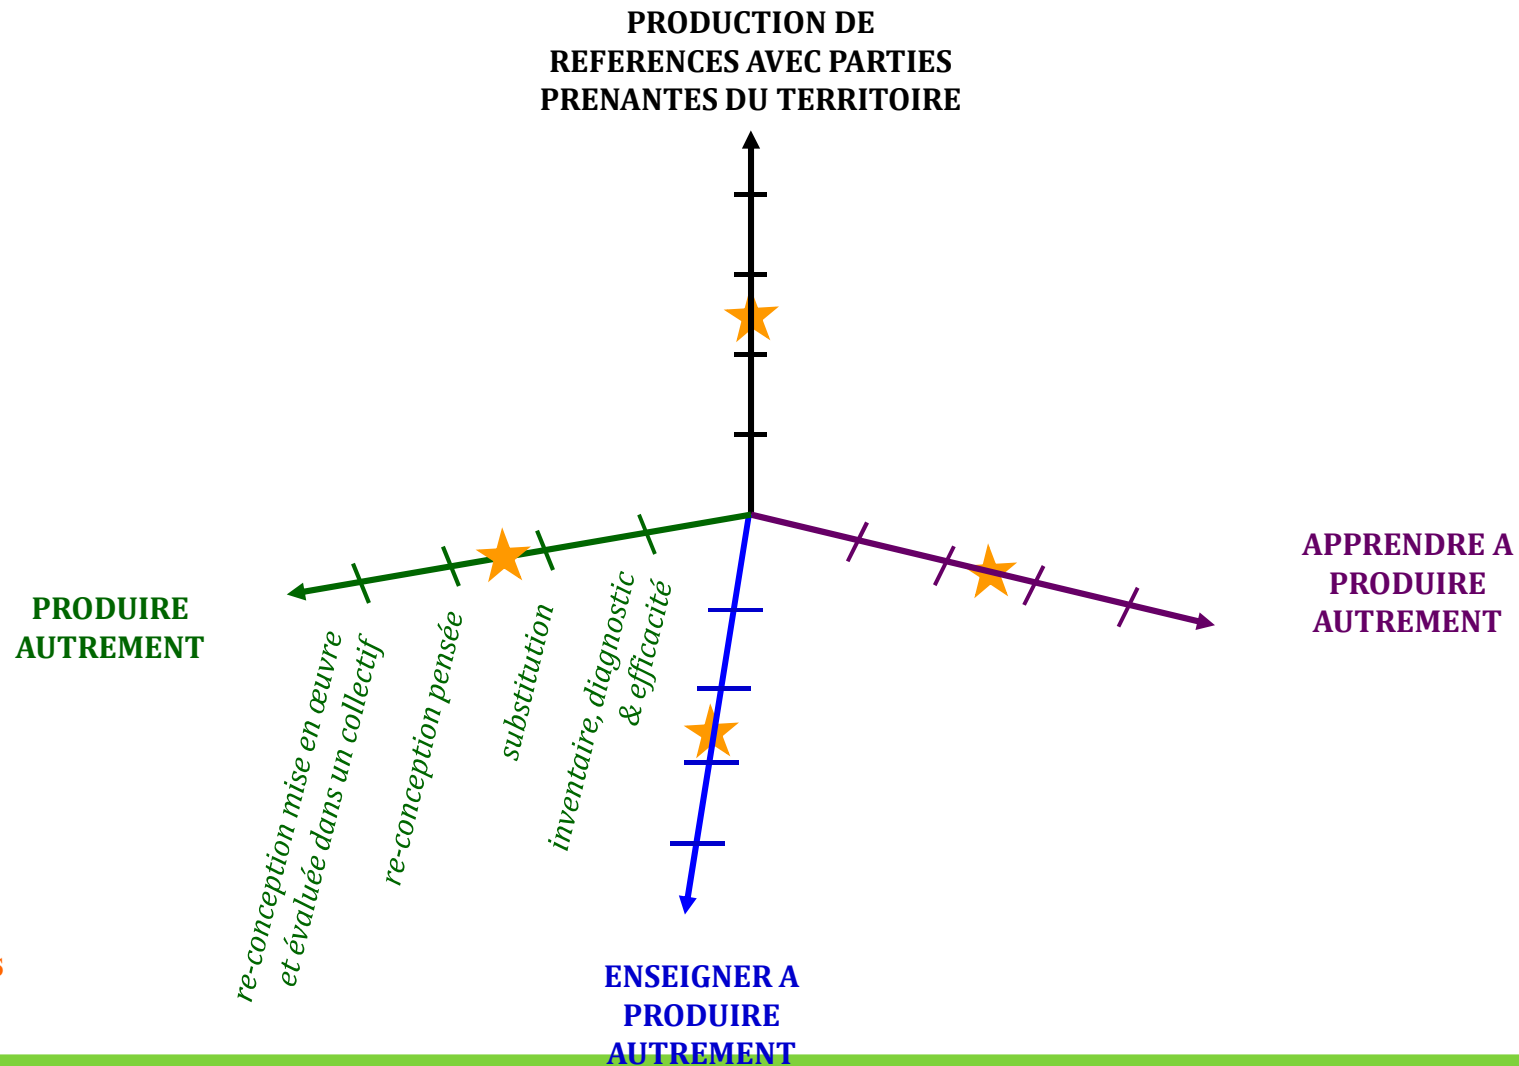 PRODUCTION DE
REFERENCES AVEC PARTIES
PRENANTES DU TERRITOIRE
APPRENDRE A
PRODUIRE
AUTREMENT
PRODUIRE
AUTREMENT
re-conception mise en œuvre
et évaluée dans un collectif
re-conception pensée
substitution
inventaire, diagnostic
& efficacité
ENSEIGNER A
PRODUIRE
AUTREMENT